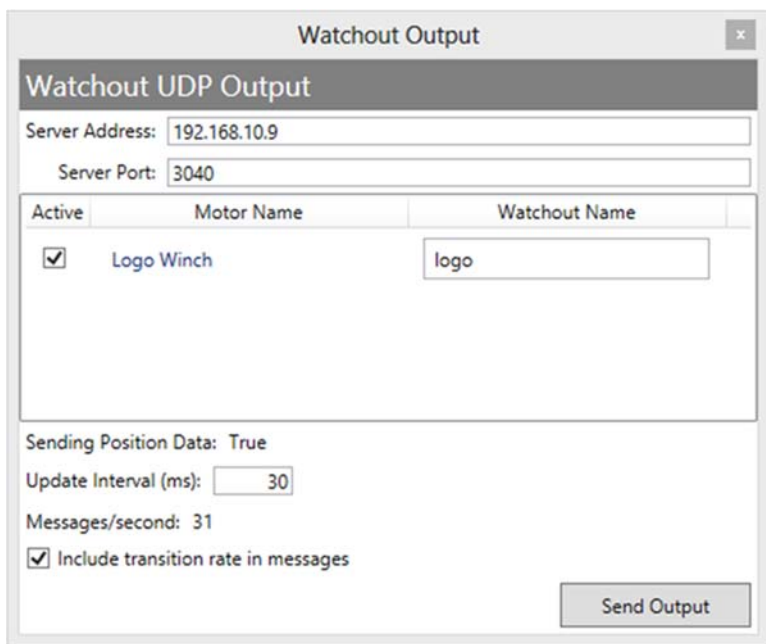 Watchout Output
x
Watchout UDP Output
Server Address: 192.168.10.9
Server Port: 3040
Active Motor Name Watchout Name
Logo Winch logo
Sending Position Data: True
Update Interval (ms): 30
Messages/second: 31
Include transition rate in messages
Send Output